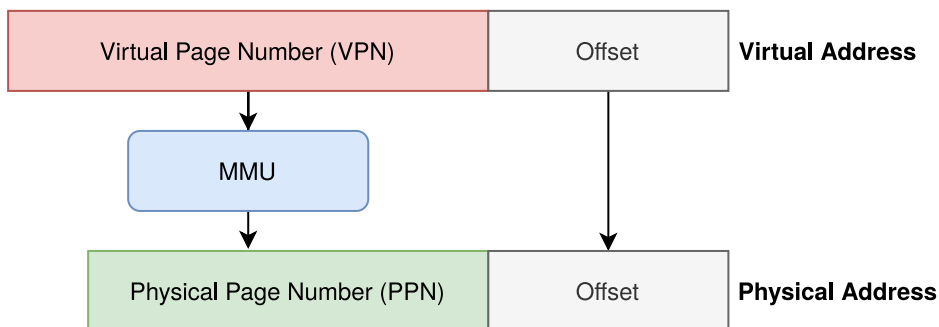 Virtual Page Number (VPN)
Offset
Virtual Address
MMU
Physical Page Number (PPN)
Offset
Physical Address